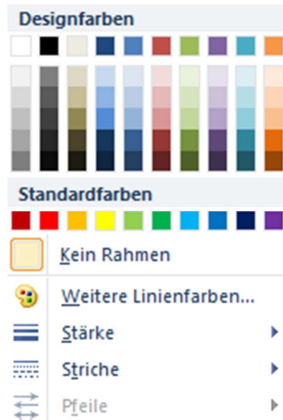 Designfarben
Standardfarben
Kein Rahmen
Weitere Linienfarben...
Stärke
Striche
Pfeile